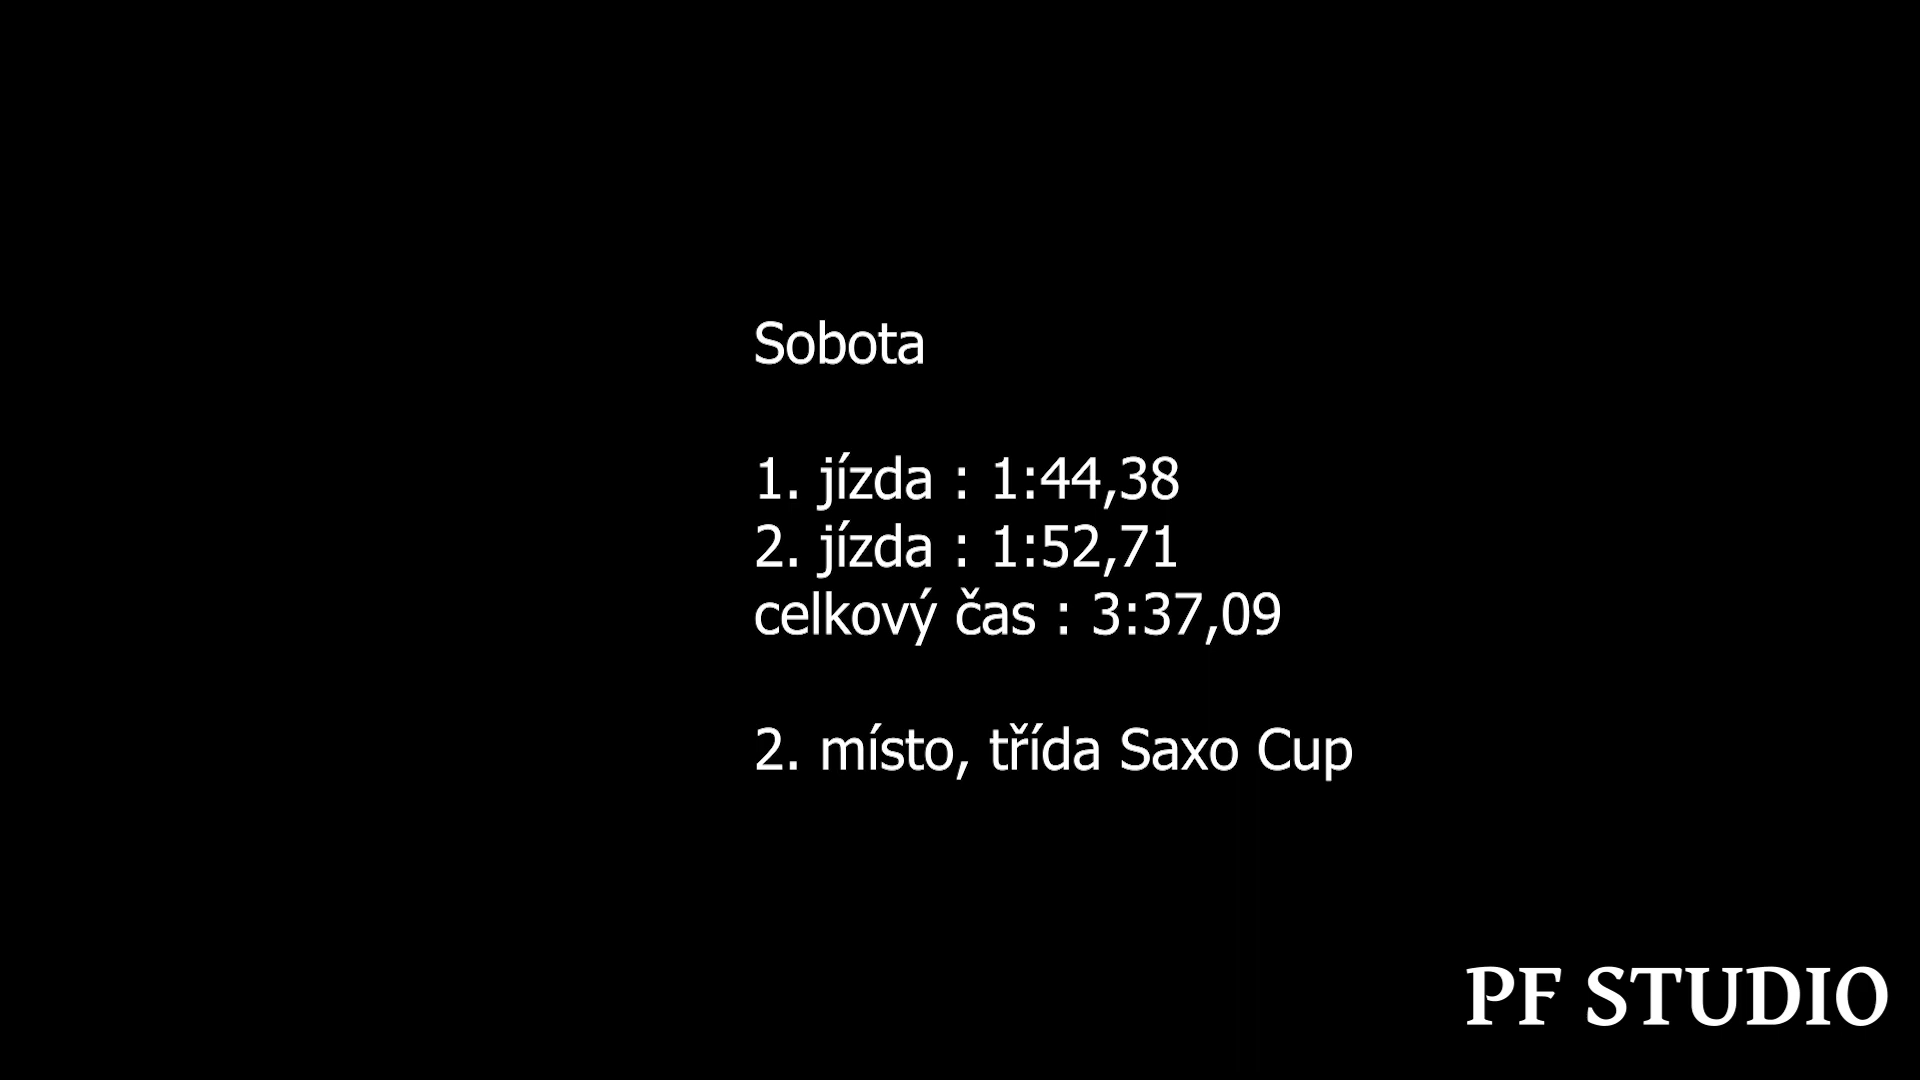 Sobota
1. jízda : 1:44,38
2. jízda : 1:52,71
celkový čas : 3:37,09
2. místo, třída Saxo Cup
PF STUDIO